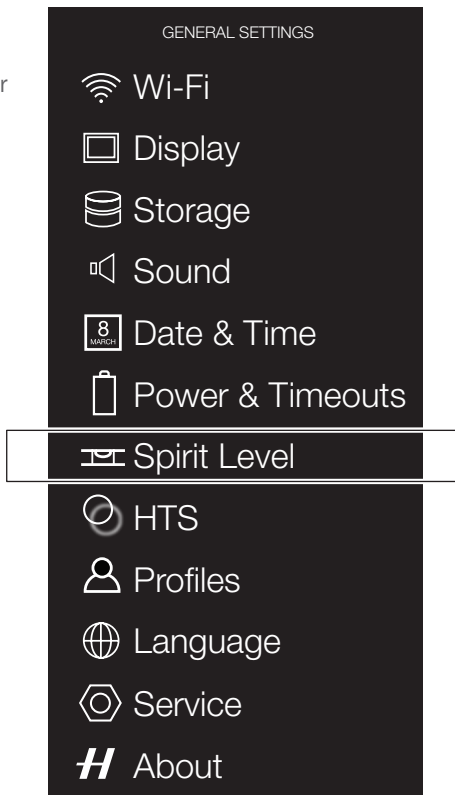 GENERAL SETTINGS
r
Wi-Fi
Display
Storage
Sound
8
MARCH
Date & Time
Power & Timeouts
Spirit Level
HTS
Profiles
Language
Service
H About